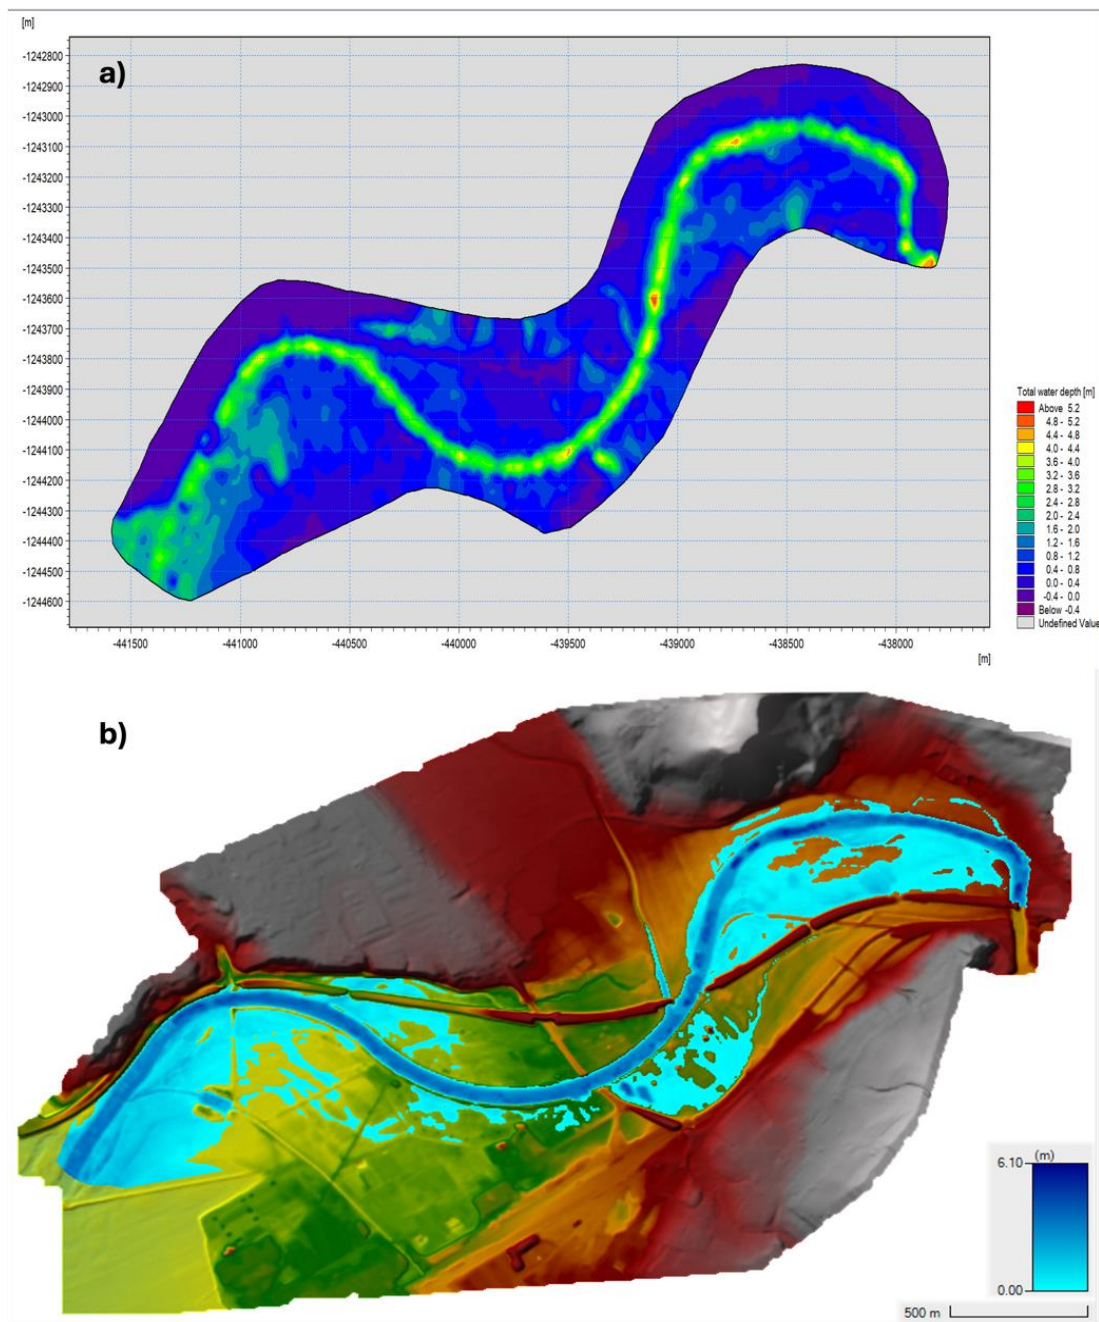 [m]
a)
-1242800
-1242900
-1243000
-1243100
-1243200
-1243300
-1243400
-1243500
-1243600
-1243700
-1243800
-1243900
-1244000
-1244100
-1244200
-1244300
-1244400
-1244500
-1244600
-441500 -441000 -440500 -440000 -439500 -439000 -438500 -438000
[m]
Total water depth [m]
Above 5.2
4.8 - 5.2
4.4 - 4.8
4.0 - 4.4
3.6 - 4.0
3.2 - 3.6
2.8 - 3.2
2.4 - 2.8
2.0 - 2.4
1.6 - 2.0
1.2 - 1.6
0.8 - 1.2
0.4 - 0.8
0.0 - 0.4
-0.4 - 0.0
Below -0.4
Undefined Value
b)
(m)
6.10
0.00
500 m